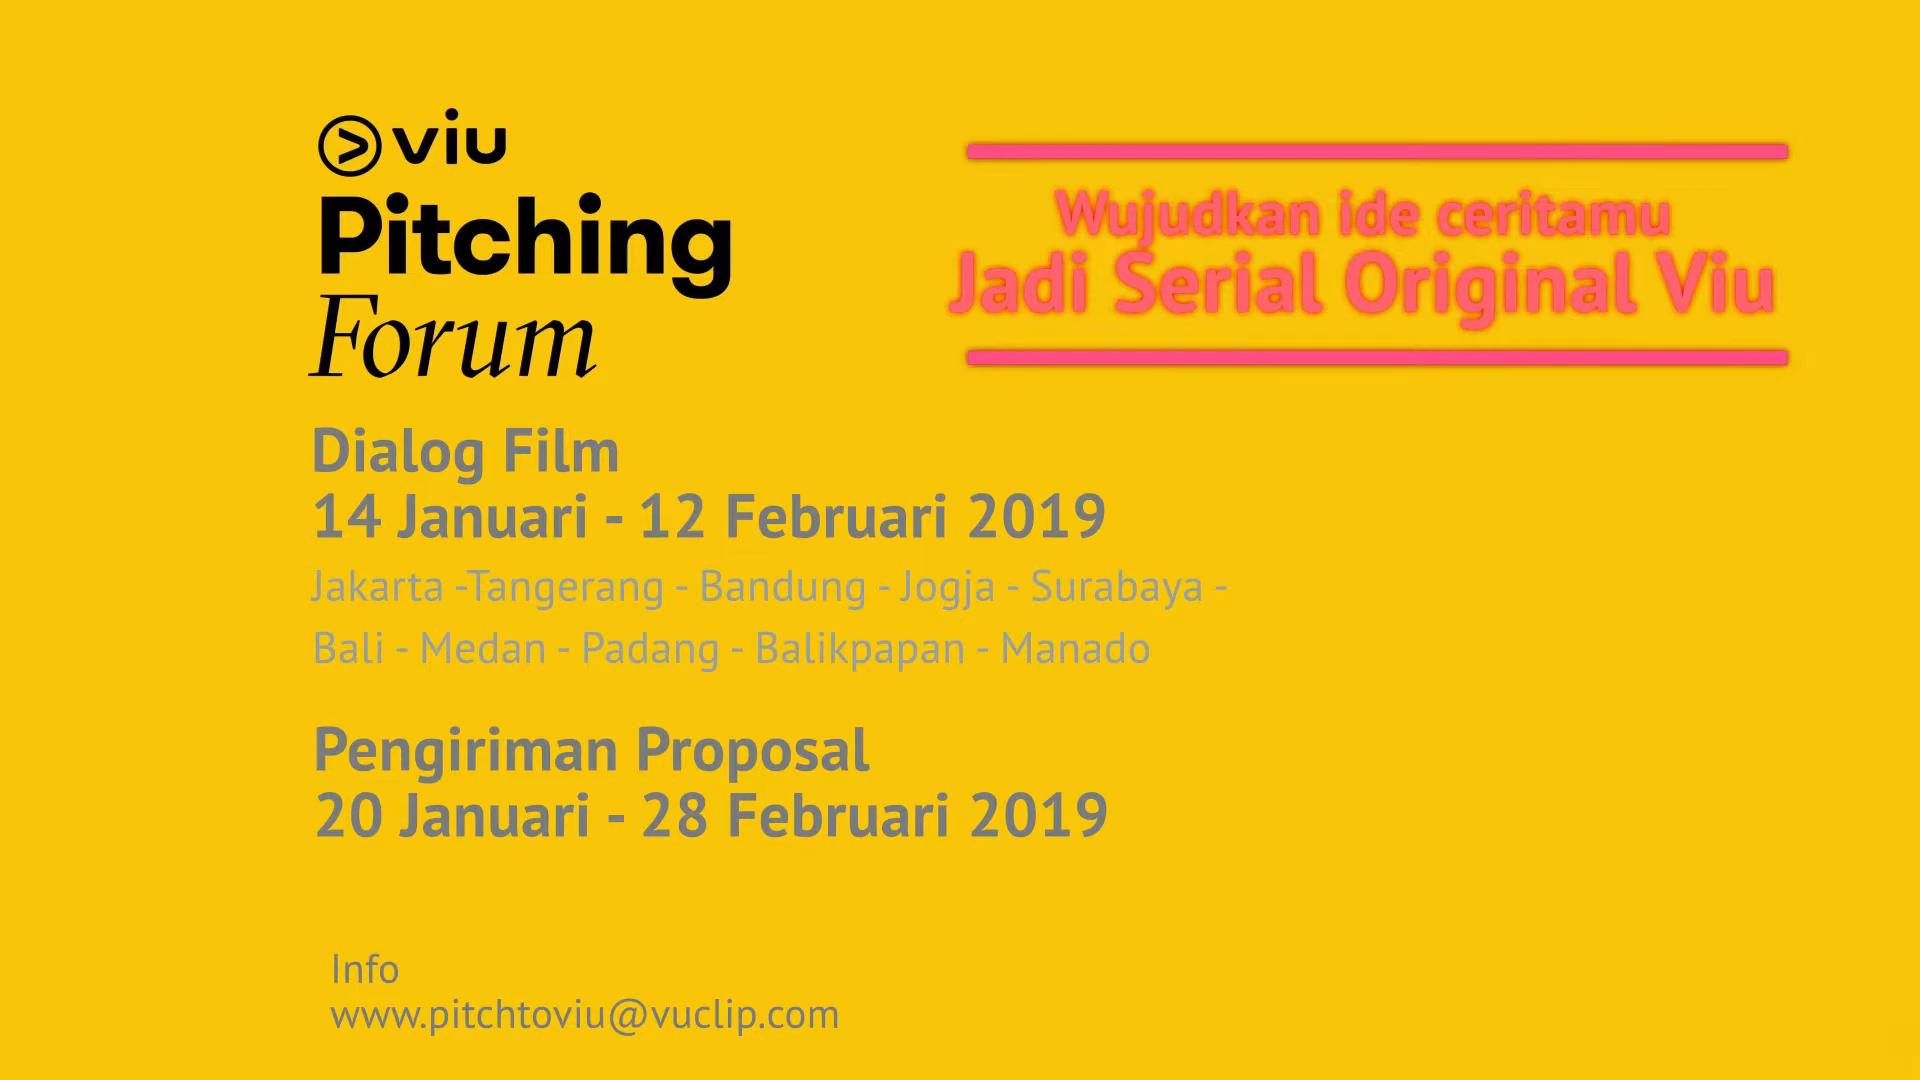 viu
Pitching
Forum
Wujudkan ide ceritamu
Jadi Serial Original Viu
Dialog Film
14 Januari - 12 Februari 2019
Jakarta -Tangerang - Bandung - Jogja - Surabaya -
Bali - Medan - Padang - Balikpapan - Manado
Pengiriman Proposal
20 Januari - 28 Februari 2019
Info
www.pitchtoviu@vuclip.com